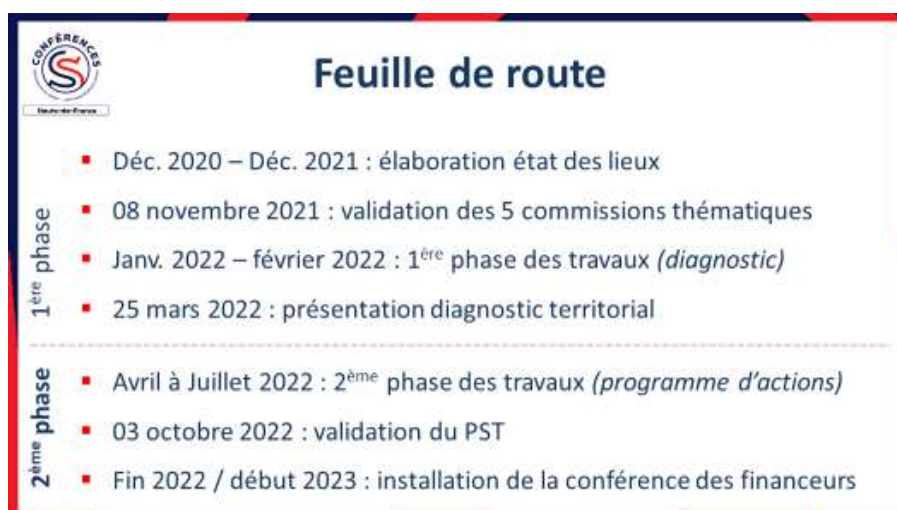 CONFÉRENCES
S
Hauts-de-France
Feuille de route
1ère phase
▪ Déc. 2020 – Déc. 2021 : élaboration état des lieux
▪ 08 novembre 2021 : validation des 5 commissions thématiques
▪ Janv. 2022 – février 2022 : 1ère phase des travaux (diagnostic)
▪ 25 mars 2022 : présentation diagnostic territorial
2ème phase
▪ Avril à Juillet 2022 : 2ème phase des travaux (programme d'actions)
▪ 03 octobre 2022 : validation du PST
▪ Fin 2022 / début 2023 : installation de la conférence des financeurs